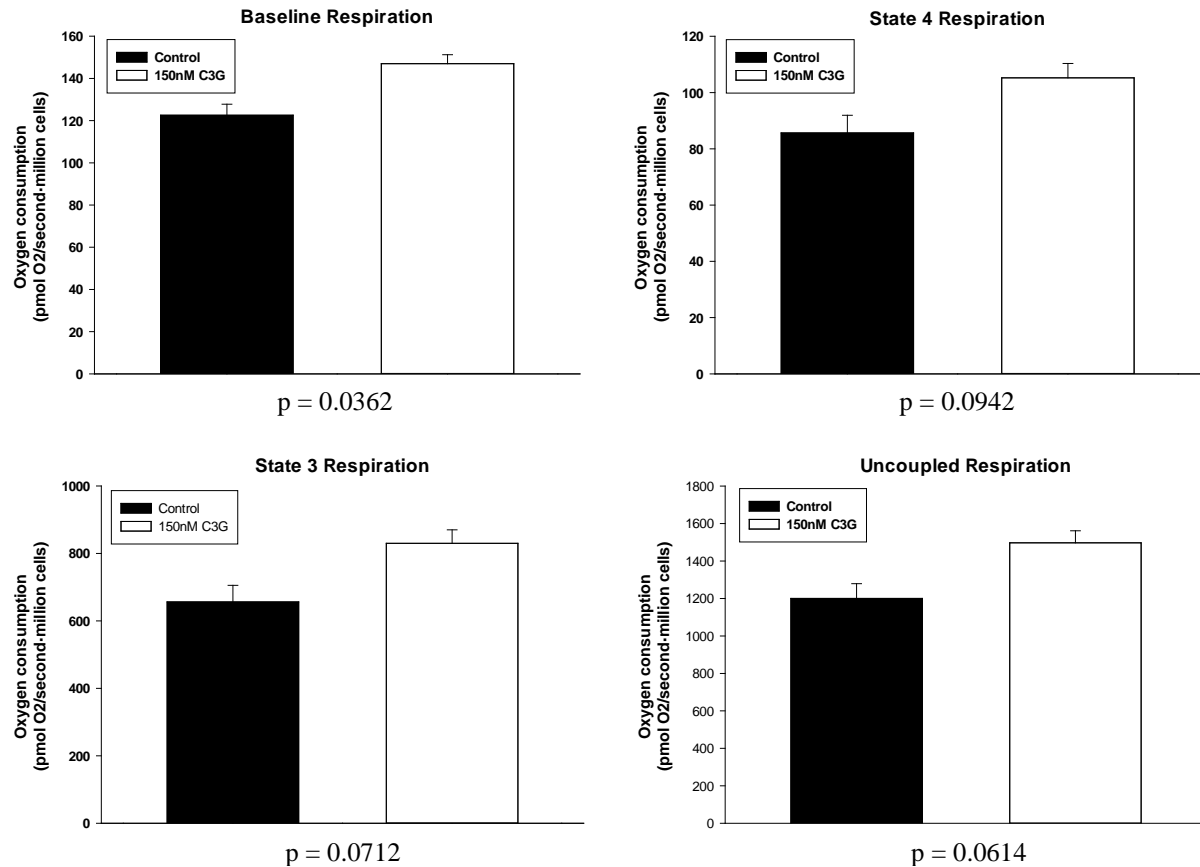 Baseline Respiration
Oxygen consumption
(pmol O2/second-million cells)
160
140
120
100
80
60
40
20
0
Control
150nM C3G
p = 0.0362
State 4 Respiration
Oxygen consumption
(pmol O2/second-million cells)
120
100
80
60
40
20
0
Control
150nM C3G
p = 0.0942
State 3 Respiration
Oxygen consumption
(pmol O2/second-million cells)
1000
800
600
400
200
0
Control
150nM C3G
p = 0.0712
Uncoupled Respiration
Oxygen consumption
(pmol O2/second-million cells)
1800
1600
1400
1200
1000
800
600
400
200
0
Control
150nM C3G
p = 0.0614